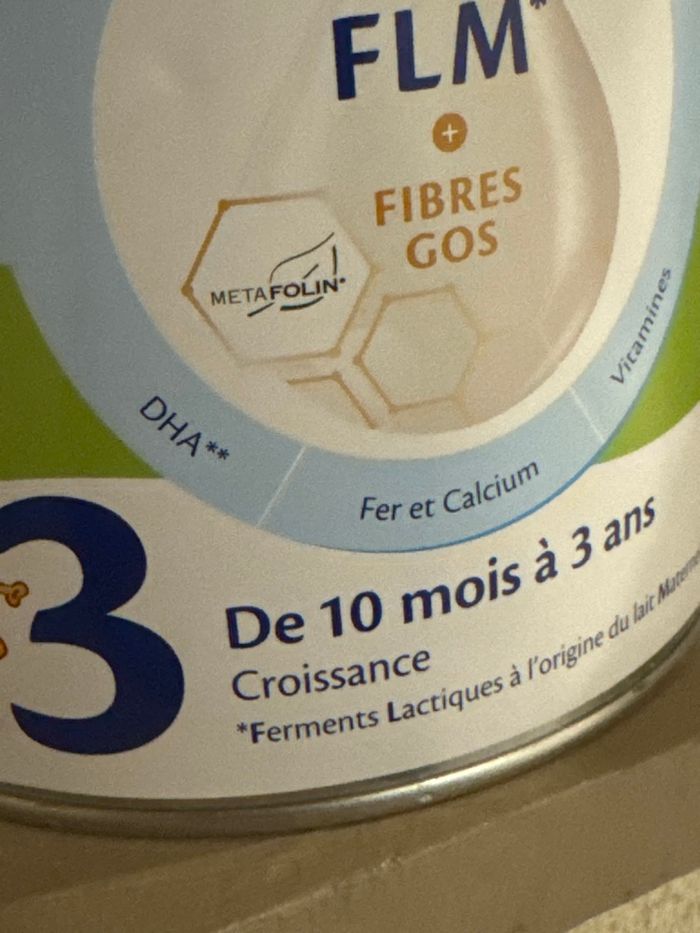 FLM*
+
FIBRES
GOS
METAFOLIN®
DHA**
Fer et Calcium
Vitamines
3
De 10 mois à 3 ans
Croissance
*Ferments Lactiques à l'origine du lait